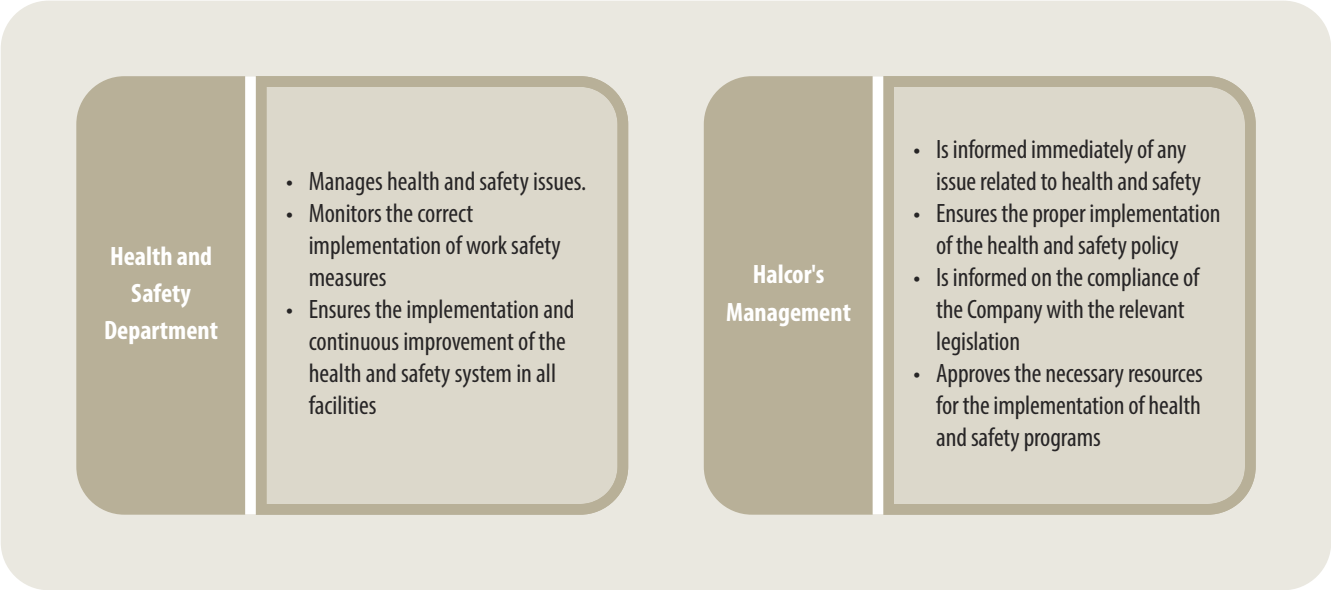 Health and
Safety
Department
• Manages health and safety issues.
• Monitors the correct
implementation of work safety
measures
• Ensures the implementation and
continuous improvement of the
health and safety system in all
facilities
Halcor's
Management
• Is informed immediately of any
issue related to health and safety
• Ensures the proper implementation
of the health and safety policy
• Is informed on the compliance of
the Company with the relevant
legislation
• Approves the necessary resources
for the implementation of health
and safety programs